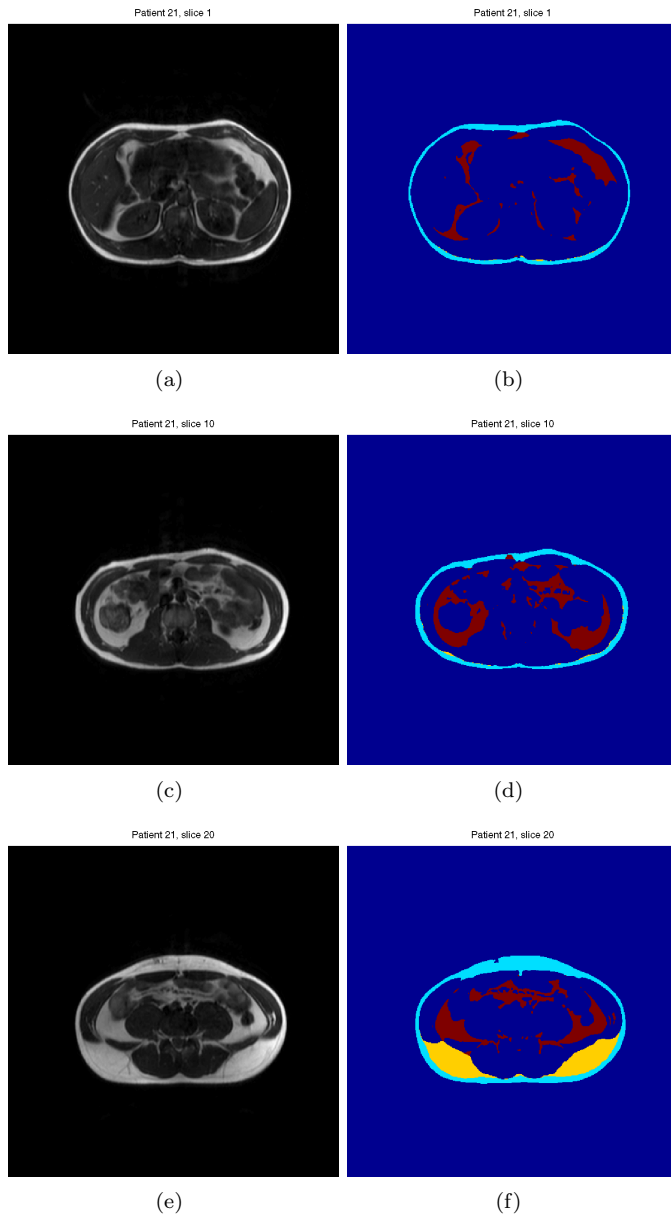 Patient 21, slice 1
Patient 21, slice 1
(a)
(b)
Patient 21, slice 10
Patient 21, slice 10
(c)
(d)
Patient 21, slice 20
Patient 21, slice 20
(e)
(f)